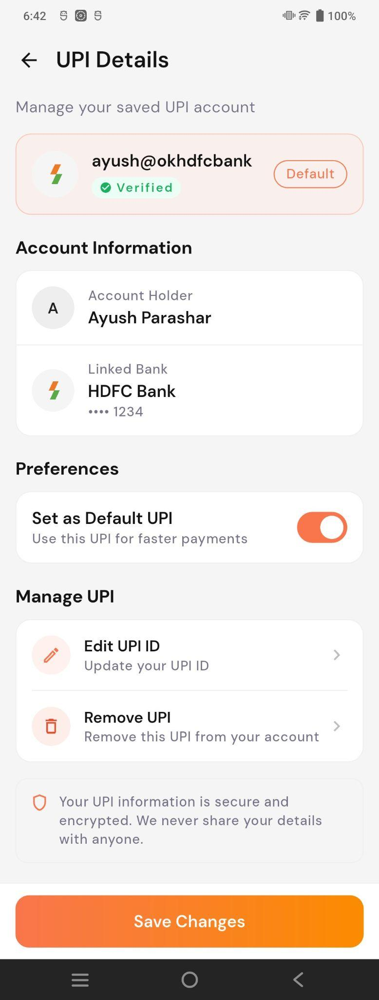 6:42
100%
UPI Details
Manage your saved UPI account
ayush@okhdfcbank
Verified
Default
Account Information
A
Account Holder
Ayush Parashar
Linked Bank
HDFC Bank
•••• 1234
Preferences
Set as Default UPI
Use this UPI for faster payments
Manage UPI
Edit UPI ID
Update your UPI ID
Remove UPI
Remove this UPI from your account
Your UPI information is secure and
encrypted. We never share your details
with anyone.
Save Changes